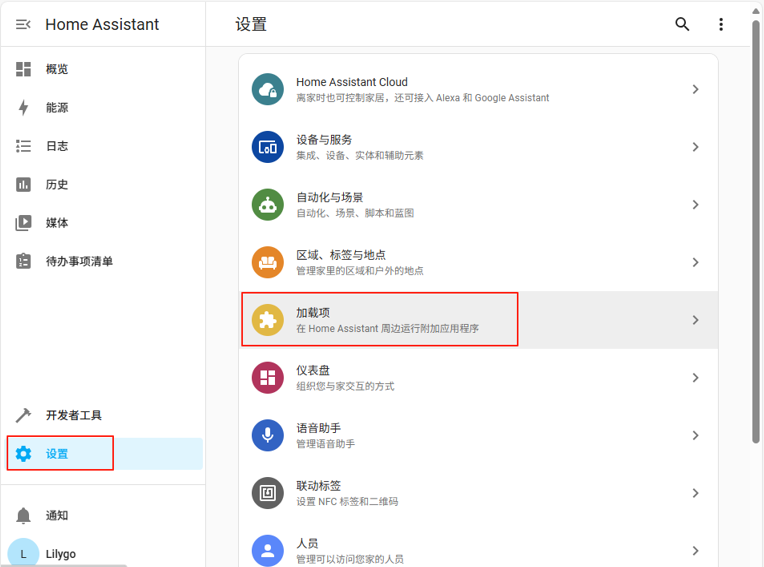 Home Assistant
概览
能源
日志
历史
媒体
待办事项清单
开发者工具
设置
通知
L
Lilygo
设置
Home Assistant Cloud
离家时也可控制家居，还可接入 Alexa 和 Google Assistant
设备与服务
集成、设备、实体和辅助元素
自动化与场景
自动化、场景、脚本和蓝图
区域、标签与地点
管理家里的区域和户外的地点
加载项
在 Home Assistant 周边运行附加应用程序
仪表盘
组织您与家交互的方式
语音助手
管理语音助手
联动标签
设置 NFC 标签和二维码
人员
管理可以访问您家的人员